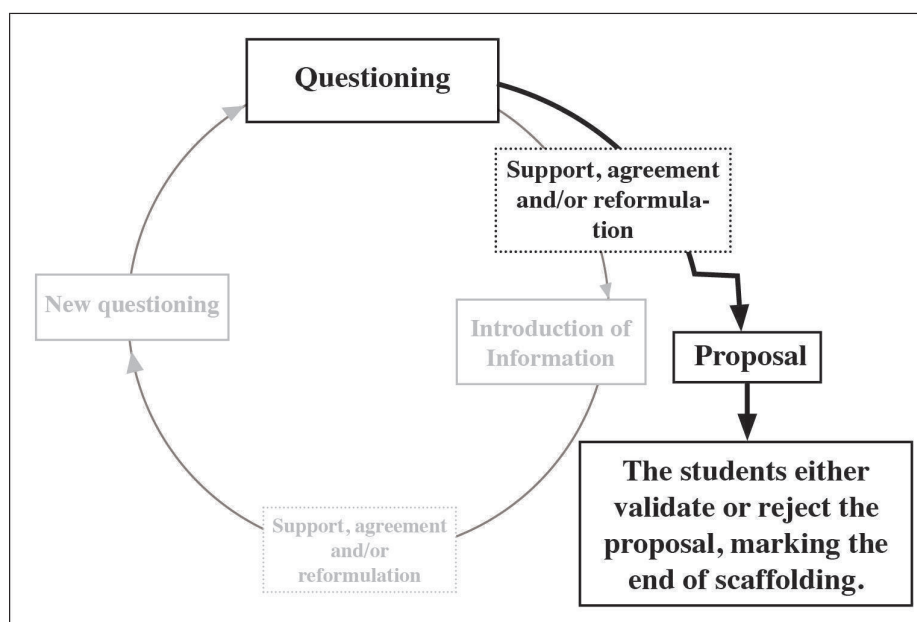 Questioning
Support, agreement
and/or reformula-
tion
New questioning
Introduction of
Information
Proposal
The students either
validate or reject the
proposal, marking the
end of scaffolding.
Support, agreement
and/or
reformulation